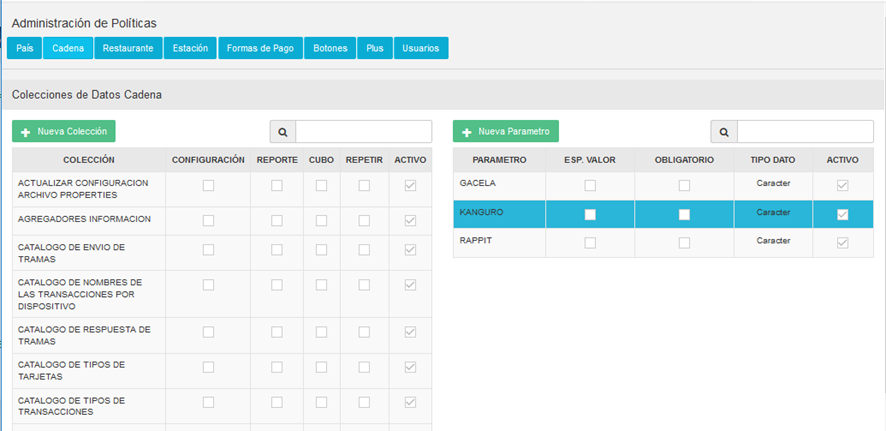 Administración de Políticas
País Cadena Restaurante Estación Formas de Pago Botones Plus Usuarios
Colecciones de Datos Cadena
Nueva Colección
COLECCIÓN CONFIGURACIÓN REPORTE CUBO REPETIR ACTIVO
ACTUALIZAR CONFIGURACION
ARCHIVO PROPERTIES
AGREGADORES INFORMACION
CATALOGO DE ENVIO DE
TRAMAS
CATALOGO DE NOMBRES DE
LAS TRANSACCIONES POR
DISPOSITIVO
CATALOGO DE RESPUESTA DE
TRAMAS
CATALOGO DE TIPOS DE
TARJETAS
CATALOGO DE TIPOS DE
TRANSACCIONES
Nueva Parametro
PARAMETRO ESP. VALOR OBLIGATORIO TIPO DATO ACTIVO
GACELA Caracter
KANGURO Caracter
RAPPIT Caracter